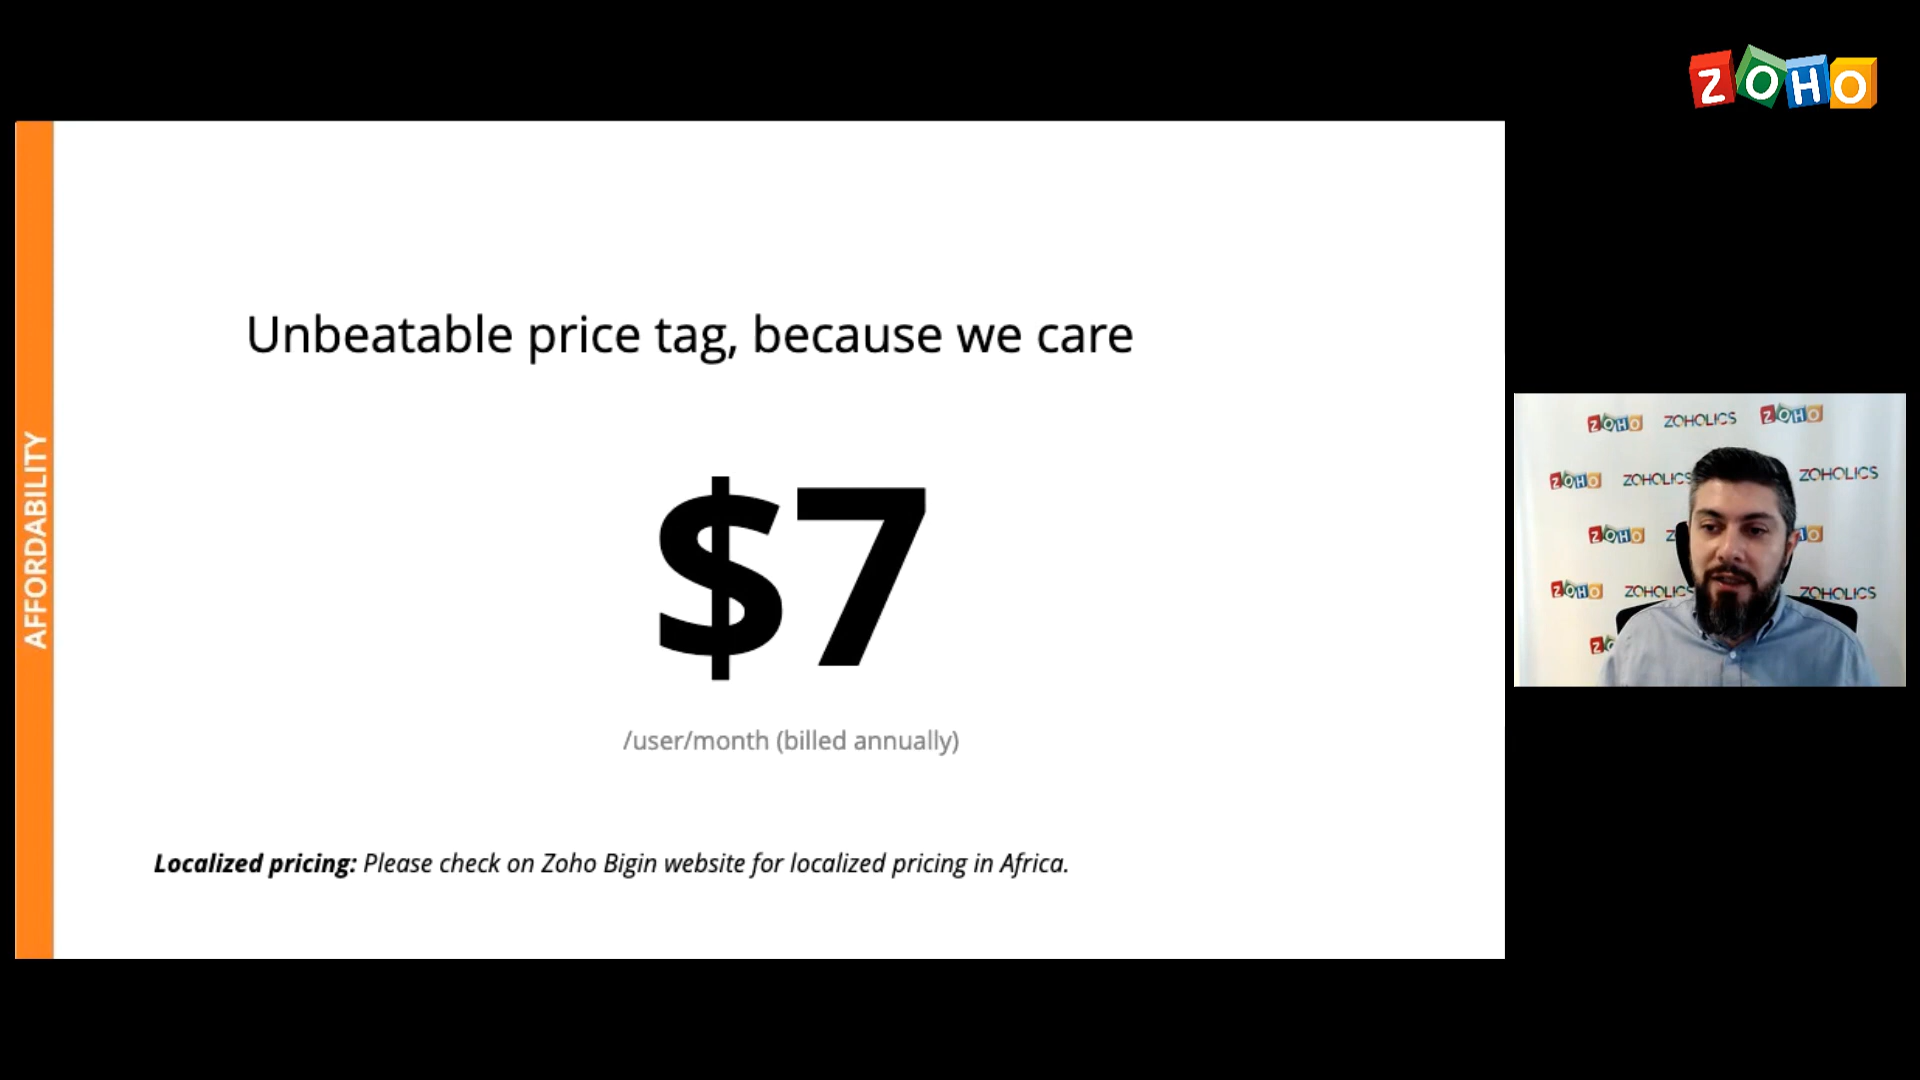 ZOHO
AFFORDABILITY
Unbeatable price tag, because we care
$7
/user/month (billed annually)
Localized pricing: Please check on Zoho Bigin website for localized pricing in Africa.
ZOHO ZOHOLICS ZOHO
ZOHO ZOHOLICS ZOHOLICS
ZOHO
ZOHO ZOHOLICS ZOHOLICS